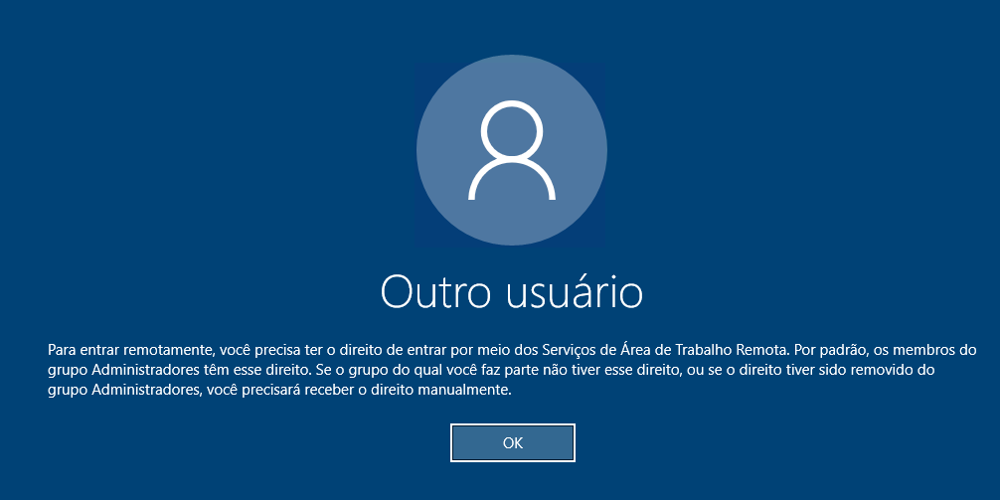 Outro usuário
Para entrar remotamente, você precisa ter o direito de entrar por meio dos Serviços de Área de Trabalho Remota. Por padrão, os membros do
grupo Administradores têm esse direito. Se o grupo do qual você faz parte não tiver esse direito, ou se o direito tiver sido removido do
grupo Administradores, você precisará receber o direito manualmente.
OK